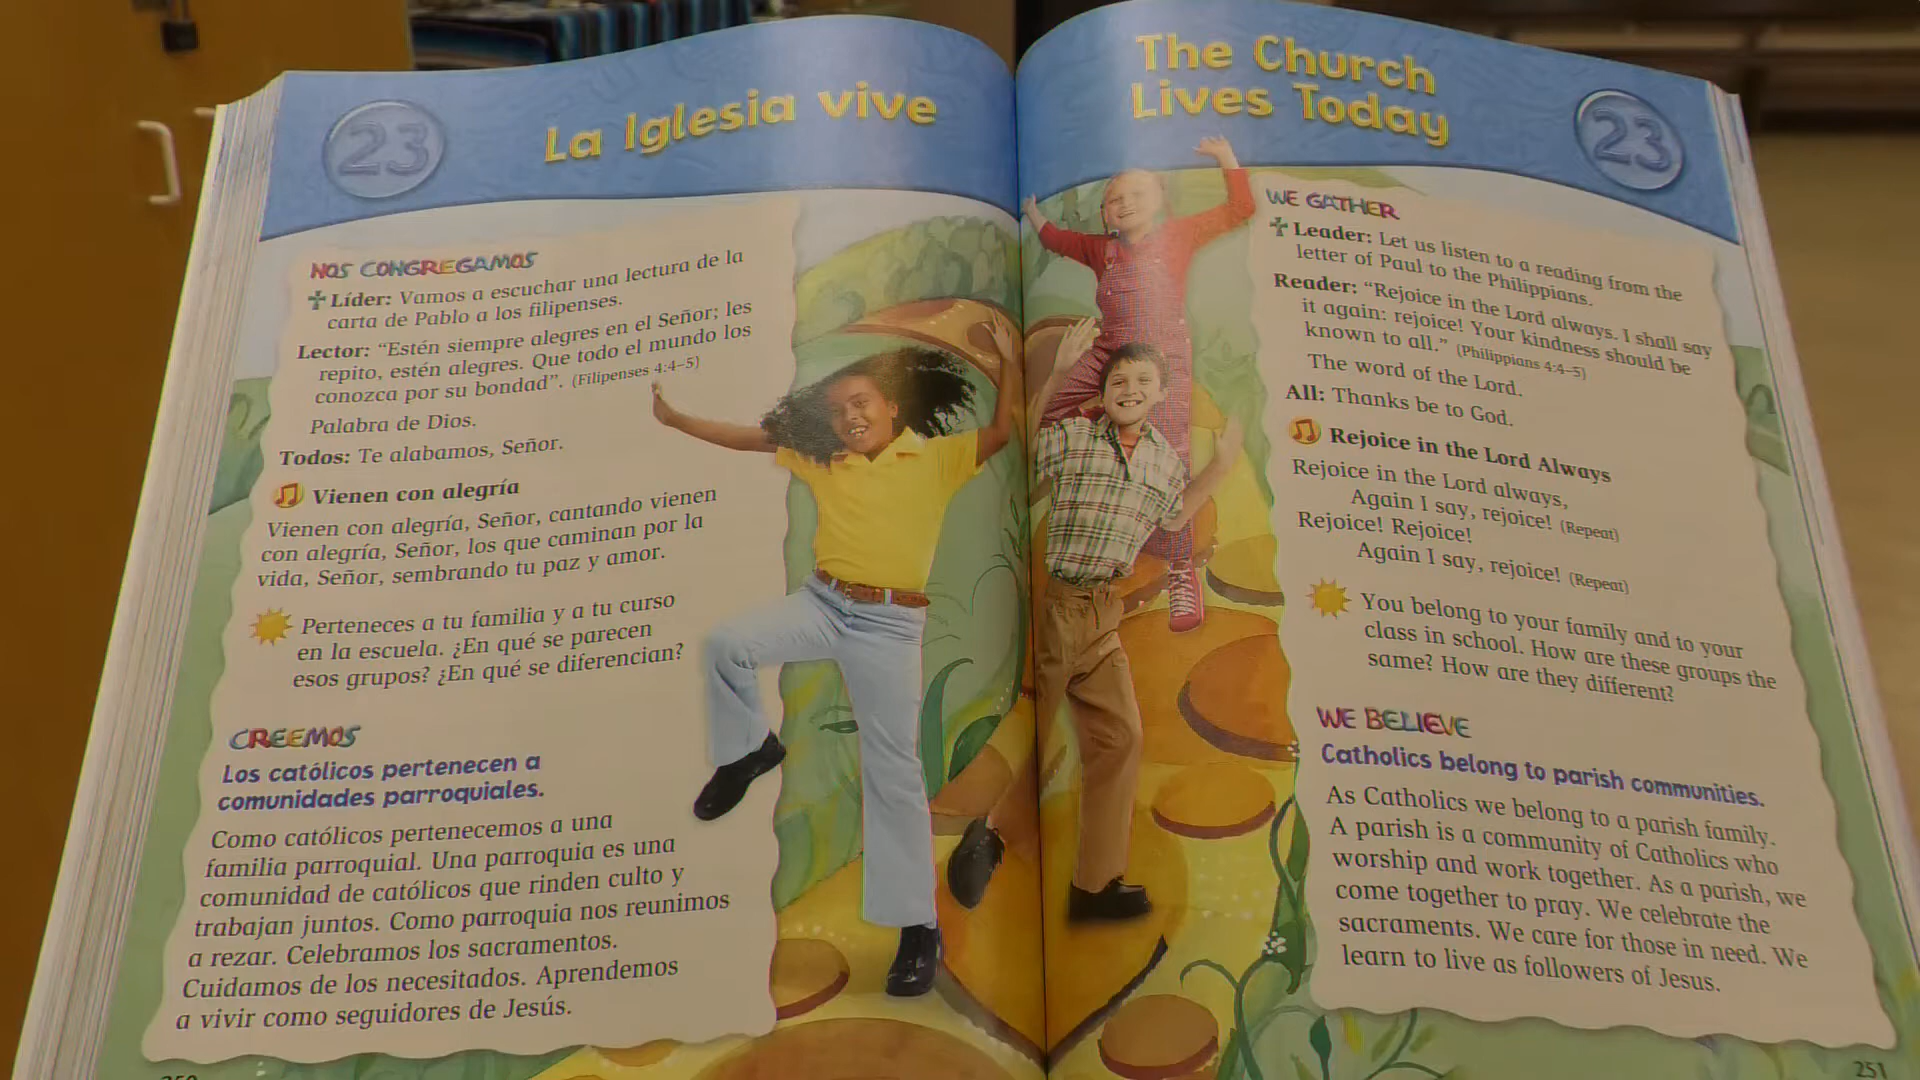 23
La Iglesia vive
NOS CONGREGAMOS
Líder: Vamos a escuchar una lectura de la
carta de Pablo a los filipenses.
Lector: “Estén siempre alegres en el Señor; les
repito, estén alegres. Que todo el mundo los
conozca por su bondad”. (Filipenses 4:4–5)
Palabra de Dios.
Todos: Te alabamos, Señor.
Vienen con alegría
Vienen con alegría, Señor, cantando vienen
con alegría, Señor, los que caminan por la
vida, Señor, sembrando tu paz y amor.
Perteneces a tu familia y a tu curso
en la escuela. ¿En qué se parecen
esos grupos? ¿En qué se diferencian?
CREEMOS
Los católicos pertenecen a
comunidades parroquiales.
Como católicos pertenecemos a una
familia parroquial. Una parroquia es una
comunidad de católicos que rinden culto y
trabajan juntos. Como parroquia nos reunimos
a rezar. Celebramos los sacramentos.
Cuidamos de los necesitados. Aprendemos
a vivir como seguidores de Jesús.
250
The Church
Lives Today
23
WE GATHER
Leader: Let us listen to a reading from the
letter of Paul to the Philippians.
Reader: “Rejoice in the Lord always. I shall say
it again: rejoice! Your kindness should be
known to all.” (Philippians 4:4–5)
The word of the Lord.
All: Thanks be to God.
Rejoice in the Lord Always
Rejoice in the Lord always,
Again I say, rejoice! (Repeat)
Rejoice! Rejoice!
Again I say, rejoice! (Repeat)
You belong to your family and to your
class in school. How are these groups the
same? How are they different?
WE BELIEVE
Catholics belong to parish communities.
As Catholics we belong to a parish family.
A parish is a community of Catholics who
worship and work together. As a parish, we
come together to pray. We celebrate the
sacraments. We care for those in need. We
learn to live as followers of Jesus.
251